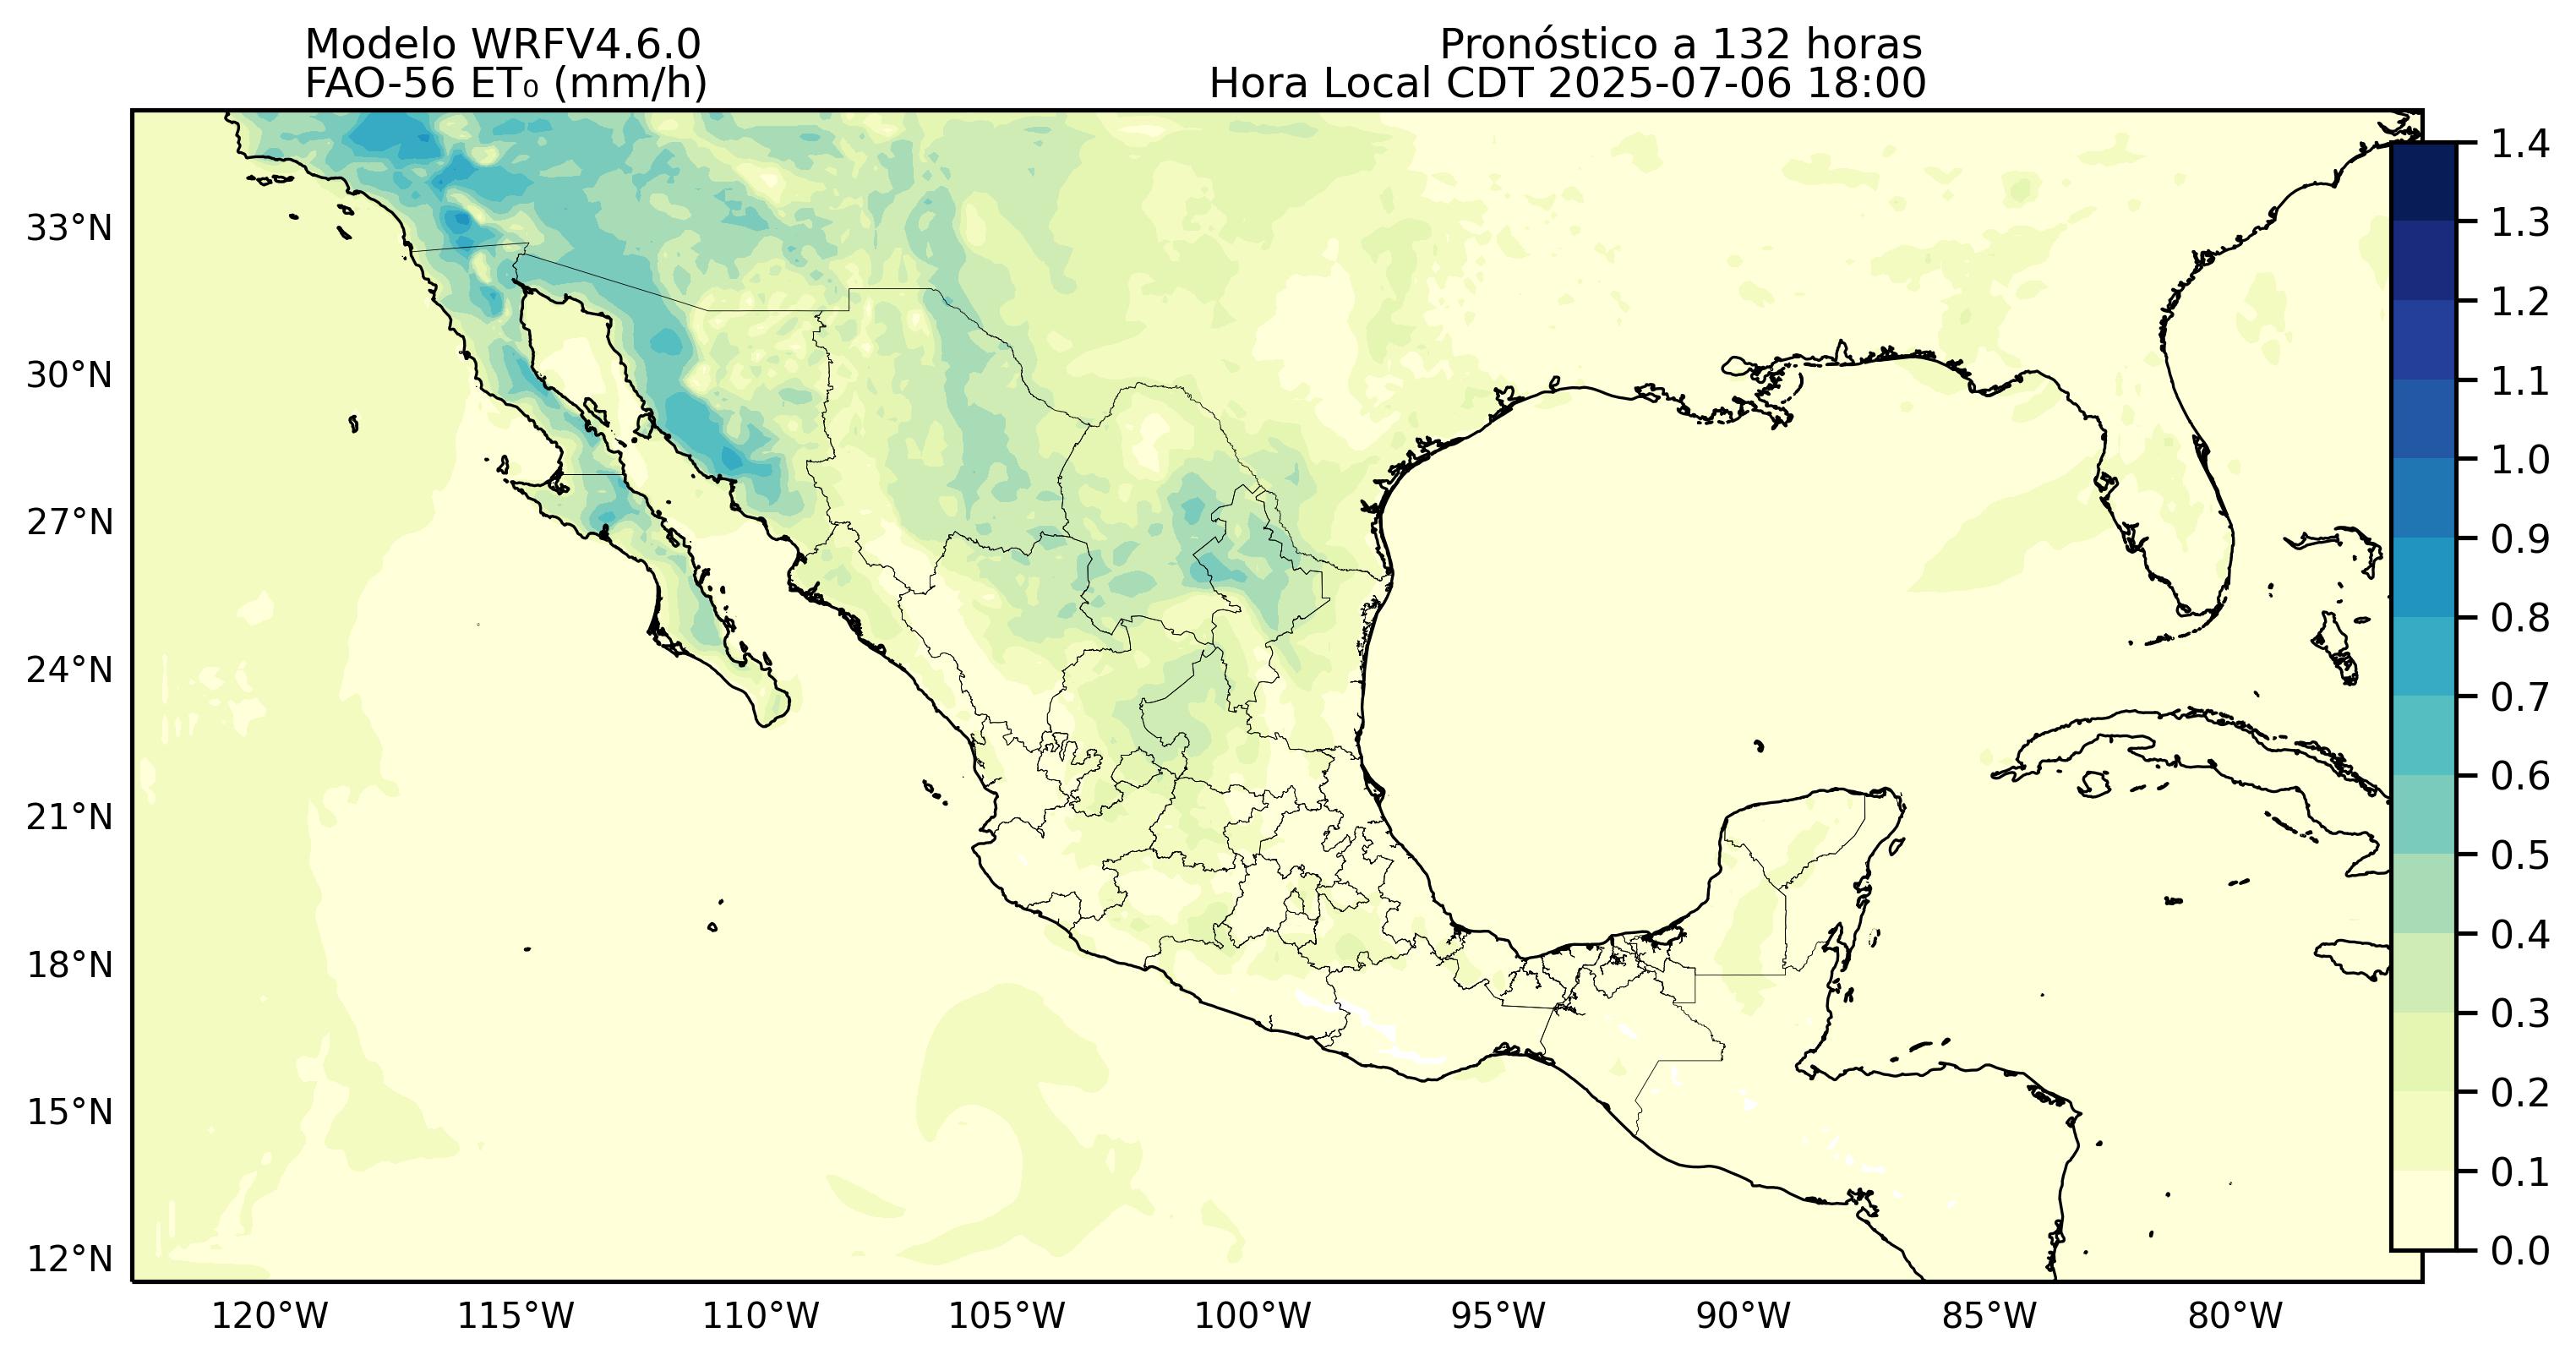 Modelo WRFV4.6.0
FAO-56 ET₀ (mm/h)
Pronóstico a 132 horas
Hora Local CDT 2025-07-06 18:00
33°N
30°N
27°N
24°N
21°N
18°N
15°N
12°N
120°W
115°W
110°W
105°W
100°W
95°W
90°W
85°W
80°W
1.4
1.3
1.2
1.1
1.0
0.9
0.8
0.7
0.6
0.5
0.4
0.3
0.2
0.1
0.0